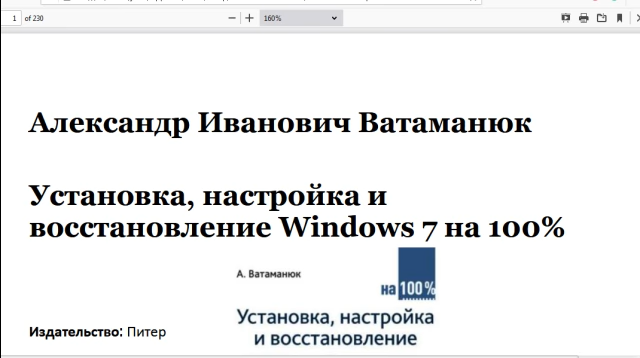 1 of 230
160%
Александр Иванович Ватаманюк
Установка, настройка и
восстановление Windows 7 на 100%
А. Ватаманюк
на 100%
Установка, настройка
и восстановление
Издательство: Питер